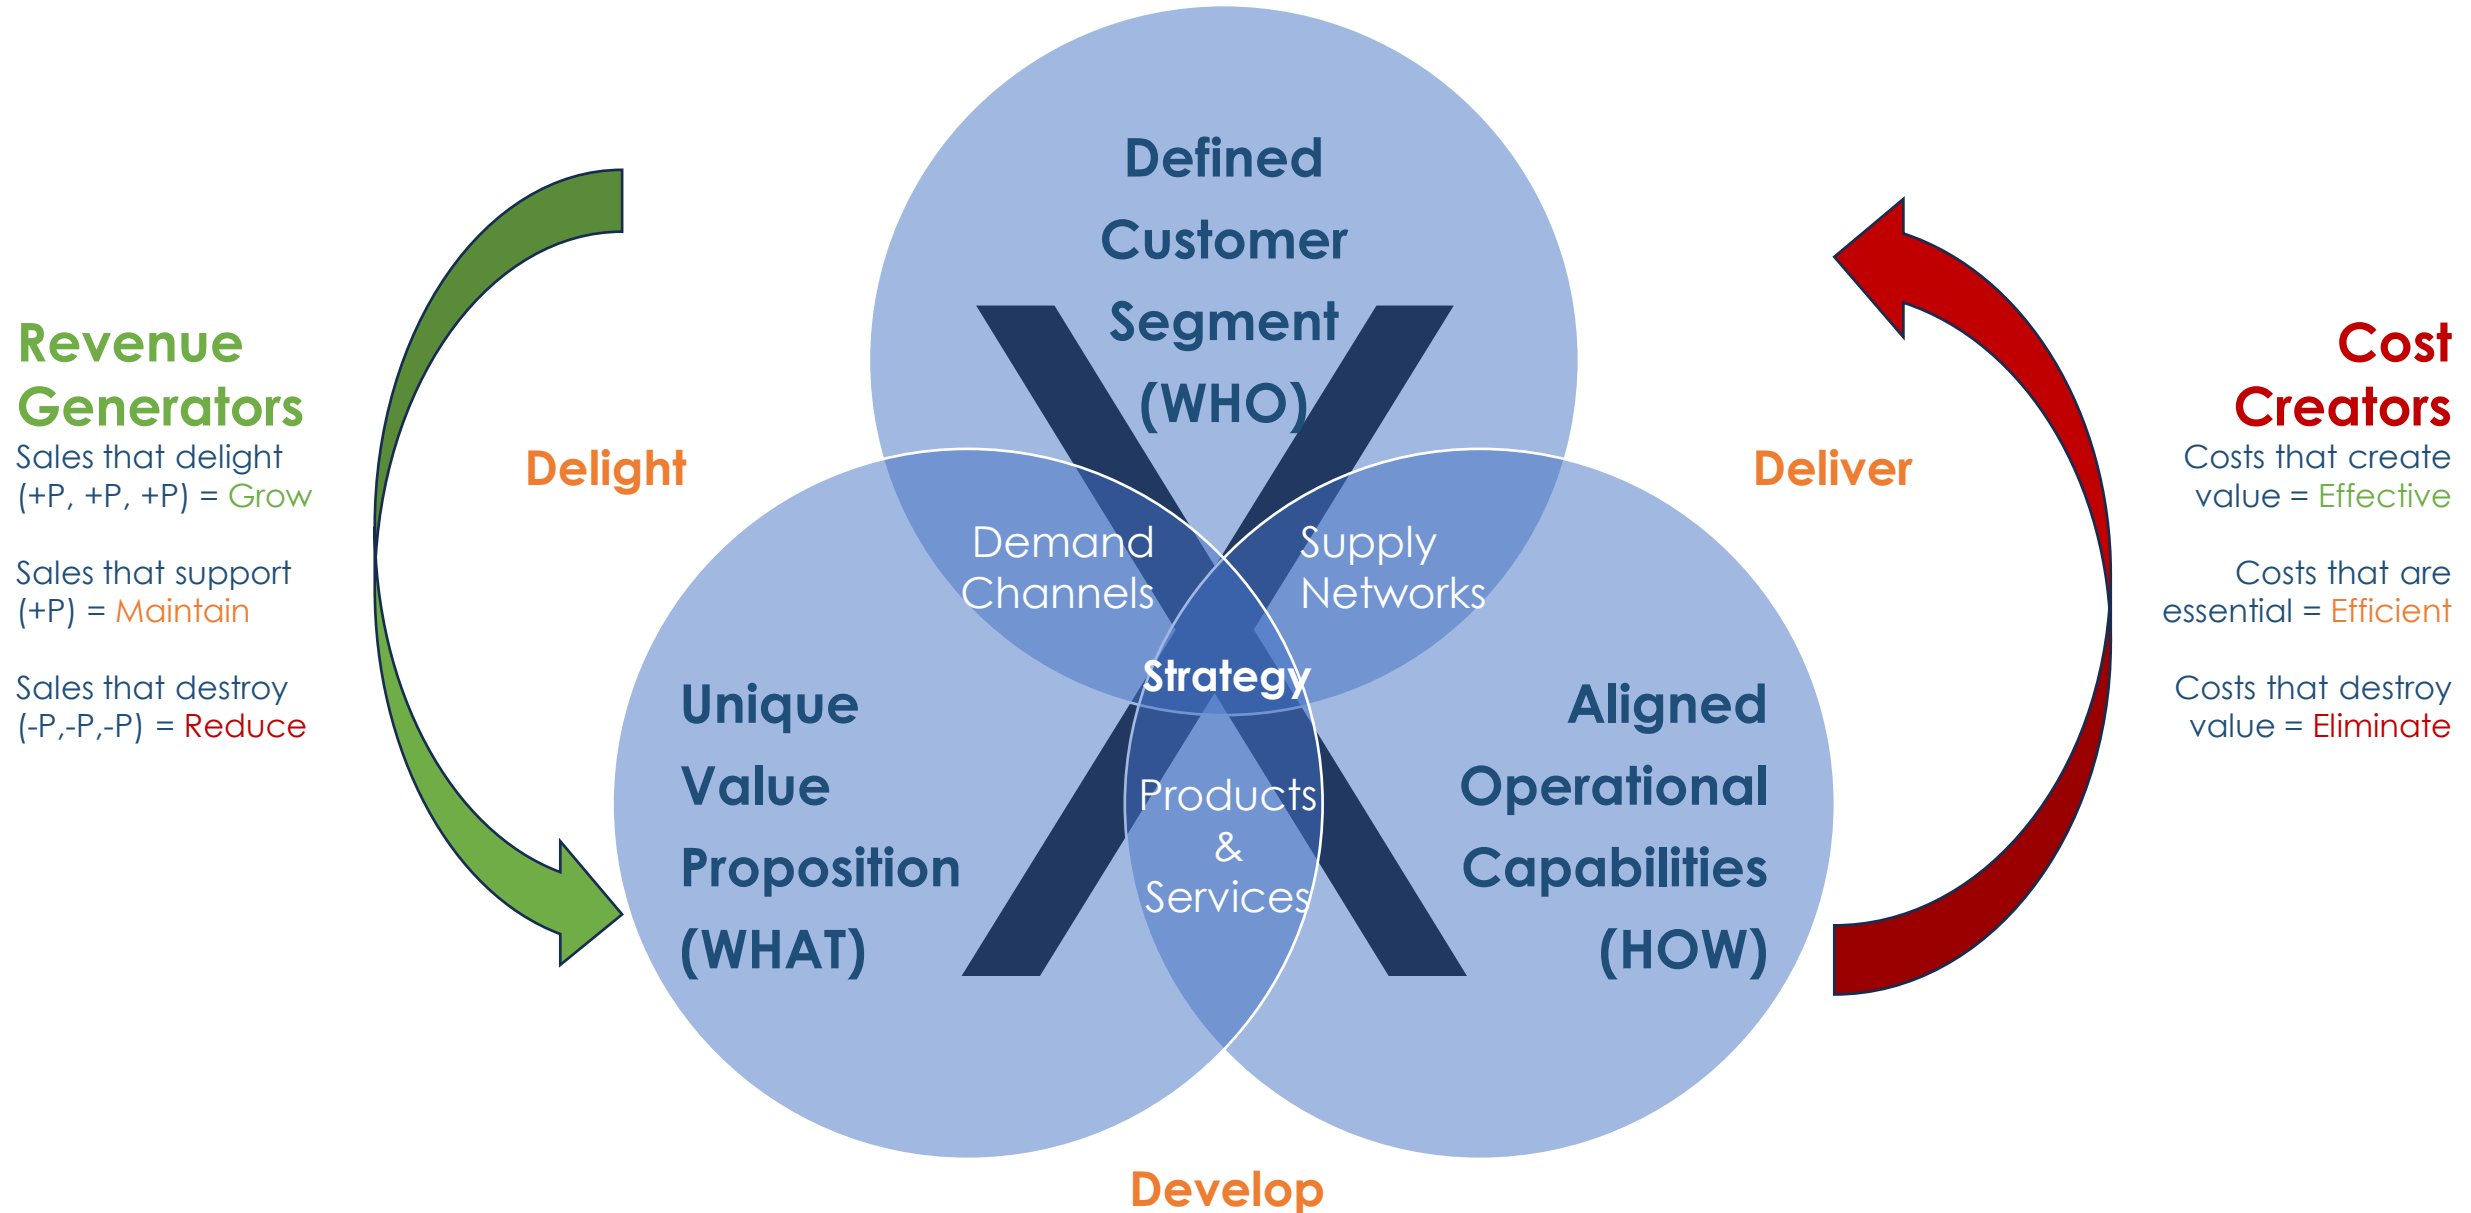 Defined
Customer
Segment
(WHO)
Revenue
Generators
Sales that delight
(+P, +P, +P) = Grow
Sales that support
(+P) = Maintain
Sales that destroy
(-P,-P,-P) = Reduce
Delight
Deliver
Cost
Creators
Costs that create
value = Effective
Costs that are
essential = Efficient
Costs that destroy
value = Eliminate
Demand
Channels
Supply
Networks
Strategy
Unique
Value
Proposition
(WHAT)
Products
&
Services
Aligned
Operational
Capabilities
(HOW)
Develop
X